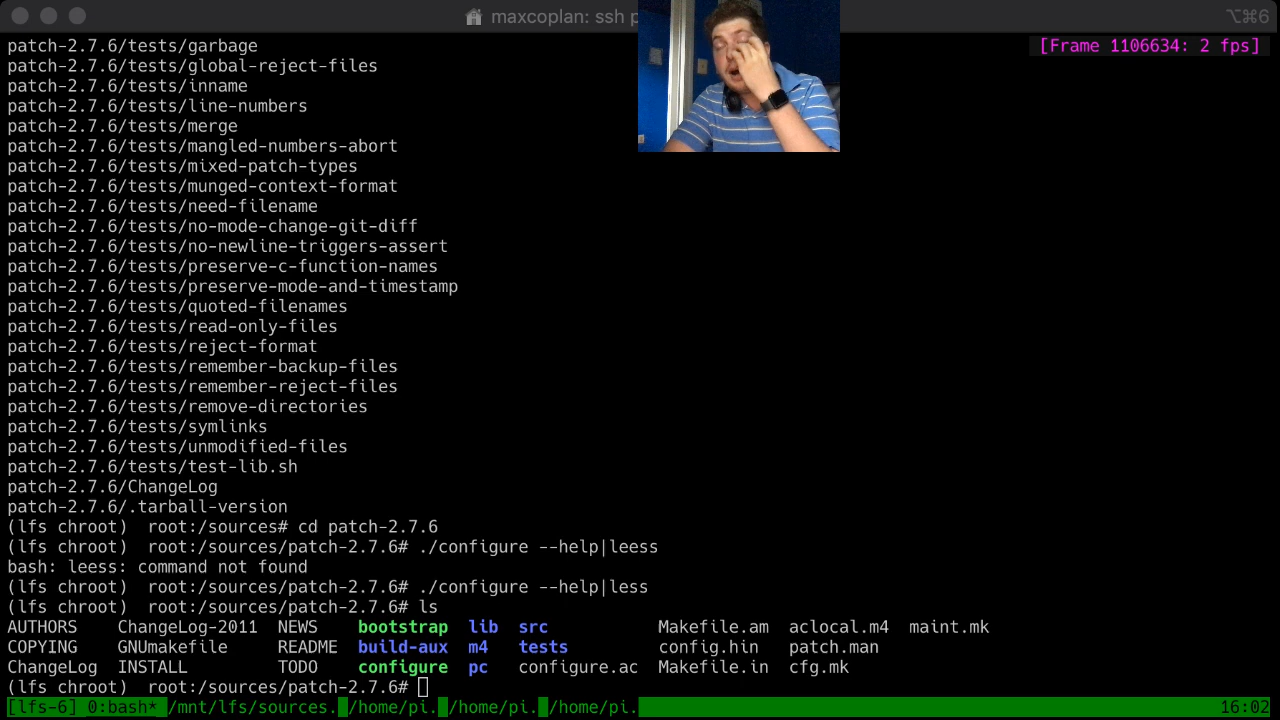 maxcoplan: ssh p
⌥⌘6
patch-2.7.6/tests/garbage
[Frame 1106634: 2 fps]
patch-2.7.6/tests/global-reject-files
patch-2.7.6/tests/inname
patch-2.7.6/tests/line-numbers
patch-2.7.6/tests/merge
patch-2.7.6/tests/mangled-numbers-abort
patch-2.7.6/tests/mixed-patch-types
patch-2.7.6/tests/munged-context-format
patch-2.7.6/tests/need-filename
patch-2.7.6/tests/no-mode-change-git-diff
patch-2.7.6/tests/no-newline-triggers-assert
patch-2.7.6/tests/preserve-c-function-names
patch-2.7.6/tests/preserve-mode-and-timestamp
patch-2.7.6/tests/quoted-filenames
patch-2.7.6/tests/read-only-files
patch-2.7.6/tests/reject-format
patch-2.7.6/tests/remember-backup-files
patch-2.7.6/tests/remember-reject-files
patch-2.7.6/tests/remove-directories
patch-2.7.6/tests/symlinks
patch-2.7.6/tests/unmodified-files
patch-2.7.6/tests/test-lib.sh
patch-2.7.6/ChangeLog
patch-2.7.6/.tarball-version
(lfs chroot)  root:/sources# cd patch-2.7.6
(lfs chroot)  root:/sources/patch-2.7.6# ./configure --help|leess
bash: leess: command not found
(lfs chroot)  root:/sources/patch-2.7.6# ./configure --help|less
(lfs chroot)  root:/sources/patch-2.7.6# ls
AUTHORS    ChangeLog-2011  NEWS    bootstrap  lib  src           Makefile.am  aclocal.m4  maint.mk
COPYING    GNUmakefile     README  build-aux  m4   tests         config.hin   patch.man
ChangeLog  INSTALL         TODO    configure  pc   configure.ac  Makefile.in  cfg.mk
(lfs chroot)  root:/sources/patch-2.7.6#
[lfs-6] 0:bash* /mnt/lfs/sources. /home/pi. /home/pi. /home/pi. 16:02